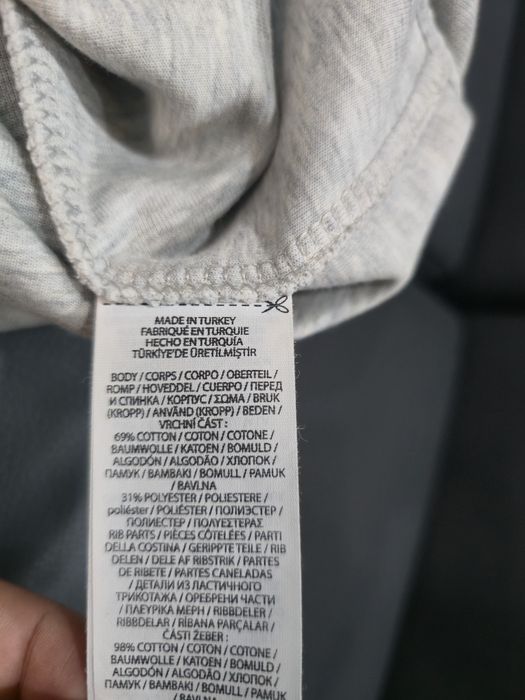 MADE IN TURKEY
FABRIQUÉ EN TURQUIE
HECHO EN TURQUÍA
TÜRKİYE'DE ÜRETİLMİŞTİR
BODY / CORPS / CORPO / OBERTEIL /
ROMP / HOVEDDEL / CUERPO / ПЕРЕД
И СПИНКА / КОРПУС / ΣΩΜΑ / BRUK
(KROPP) / ANVÄND (KROPP) / BEDEN /
VRCHNÍ ČÁST :
69% COTTON / COTON / COTONE /
BAUMWOLLE / KATOEN / BOMULD /
ALGODÓN / ALGODÃO / ХЛОПОК /
ПАМУК / ΒΑΜΒΑΚΙ / BOMULL / PAMUK
/ BAVLNA
31% POLYESTER / POLIESTERE /
poliéster / POLIÉSTER / ПОЛИЭСТЕР /
ПОЛИЕСТЕР / ΠΟΛΥΕΣΤΕΡΑΣ
RIB PARTS / PIÈCES CÔTELÉES / PARTI
DELLA COSTINA / GERIPPTE TEILE / RIB
DELEN / DELE AF RIBSTRIK / PARTES
DE RIBETE / PARTES CANELADAS
/ ДЕТАЛИ ИЗ ЛАСТИЧНОГО
ТРИКОТАЖА / ОРЕБРЕНИ ЧАСТИ
/ ΠΛΕΥΡΙΚΑ ΜΕΡΗ / RIBBDELER /
RIBBDELAR / RİBANA PARÇALAR /
ČÁSTI ŽEBER :
98% COTTON / COTON / COTONE /
BAUMWOLLE / KATOEN / BOMULD /
ALGODÓN / ALGODÃO / ХЛОПОК /
ПАМУК / ΒΑΜΒΑΚΙ / BOMULL / PAMUK
/ BAVLNA